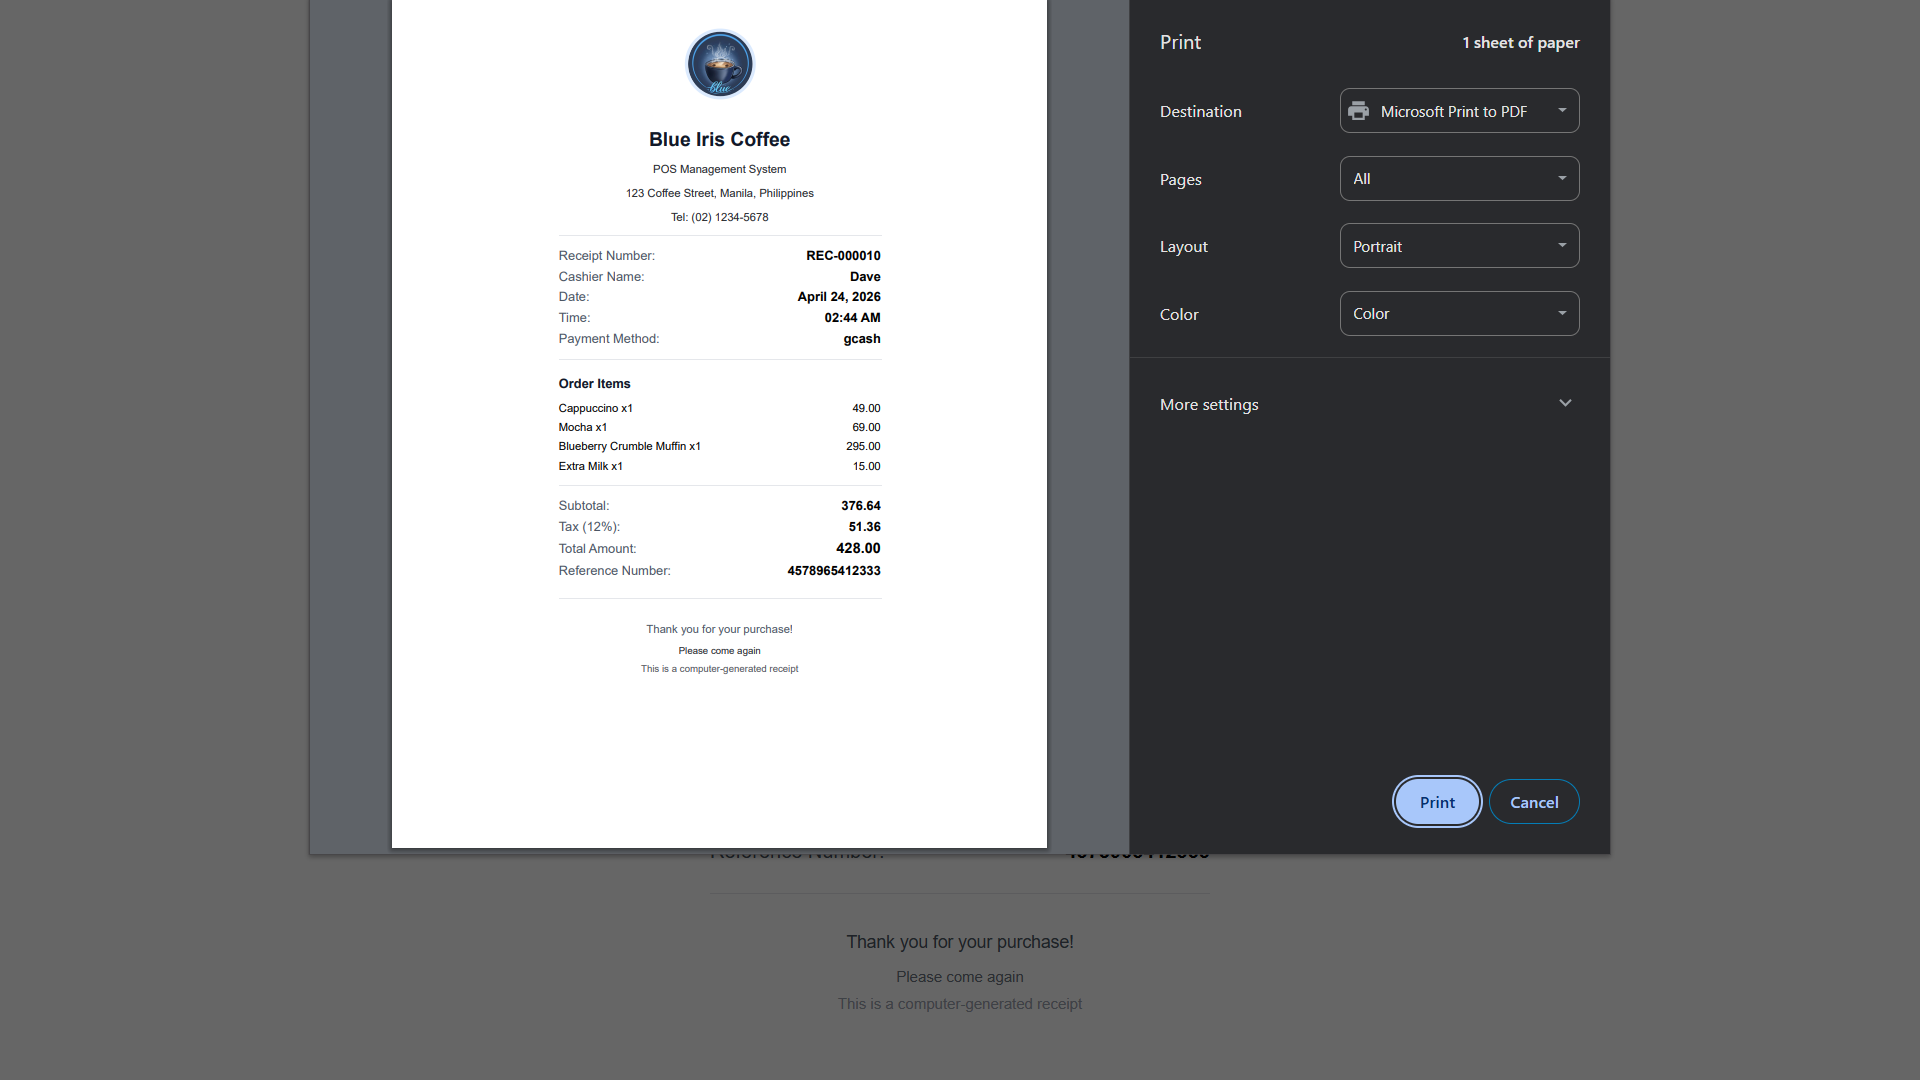 blue
Blue Iris Coffee
POS Management System
123 Coffee Street, Manila, Philippines
Tel: (02) 1234-5678
Receipt Number: REC-000010
Cashier Name: Dave
Date: April 24, 2026
Time: 02:44 AM
Payment Method: gcash
Order Items
Cappuccino x1 49.00
Mocha x1 69.00
Blueberry Crumble Muffin x1 295.00
Extra Milk x1 15.00
Subtotal: 376.64
Tax (12%): 51.36
Total Amount: 428.00
Reference Number: 4578965412333
Thank you for your purchase!
Please come again
This is a computer-generated receipt
Print 1 sheet of paper
Destination Microsoft Print to PDF
Pages All
Layout Portrait
Color Color
More settings
Print Cancel
Reference Number: 4578965412333
Thank you for your purchase!
Please come again
This is a computer-generated receipt